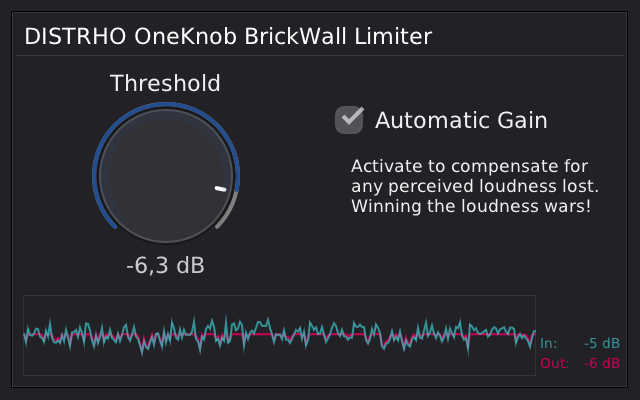 DISTRHO OneKnob BrickWall Limiter
Threshold
-6,3 dB
Automatic Gain
Activate to compensate for
any perceived loudness lost.
Winning the loudness wars!
In: -5 dB
Out: -6 dB